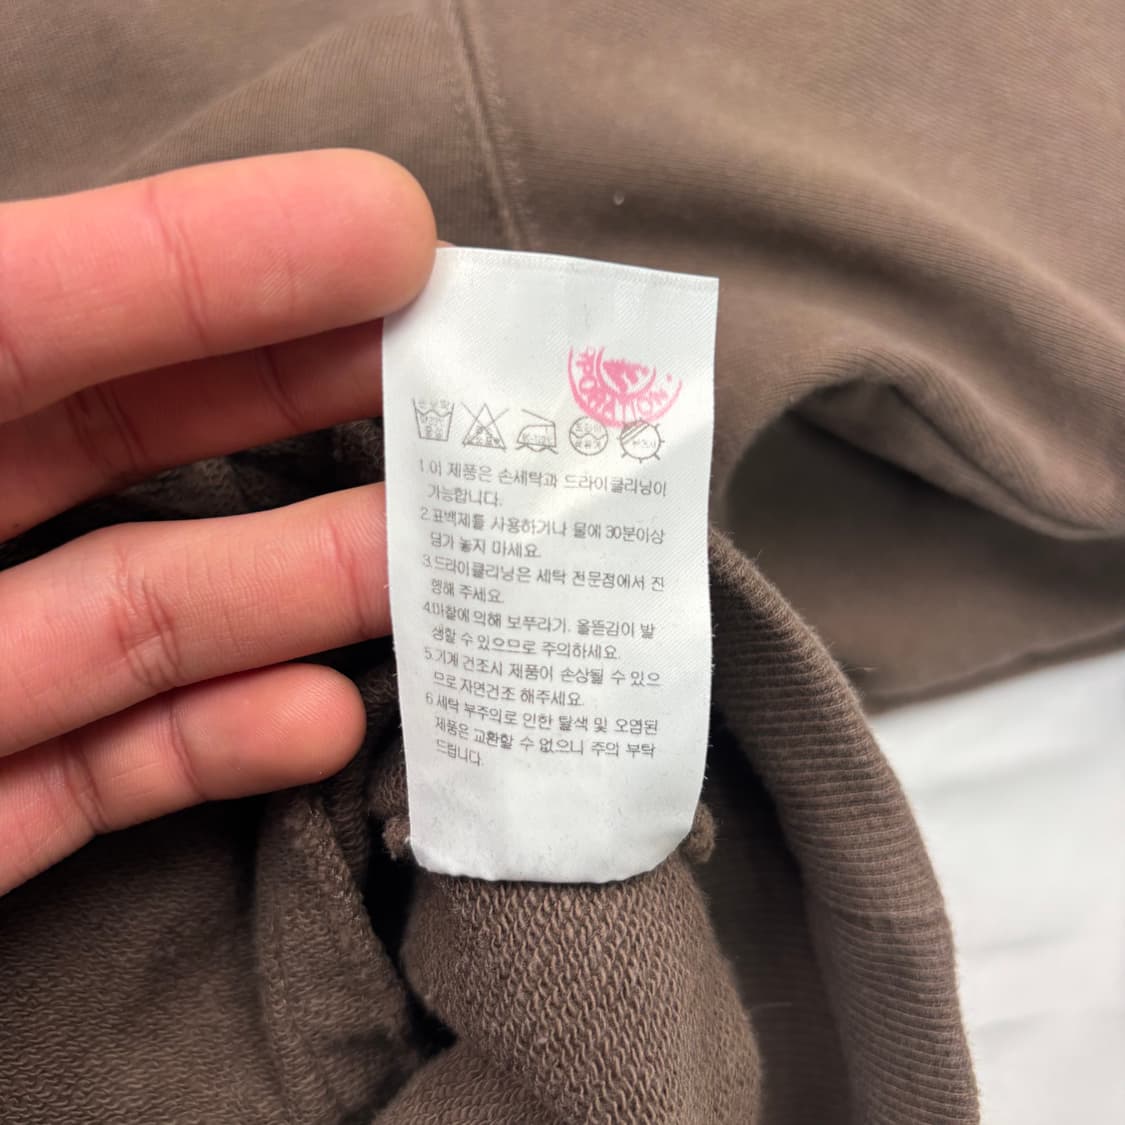 1.이 제품은 손세탁과 드라이클리닝이
가능합니다.
2.표백제를 사용하거나 물에 30분이상
담가 놓지 마세요.
3.드라이클리닝은 세탁 전문점에서 진
행해 주세요.
4.마찰에 의해 보푸라기. 올뜯김이 발
생할 수 있으므로 주의하세요.
5.기계 건조시 제품이 손상될 수 있으
므로 자연건조 해주세요.
6.세탁 부주의로 인한 탈색 및 오염된
제품은 교환할 수 없으니 주의 부탁
드립니다.